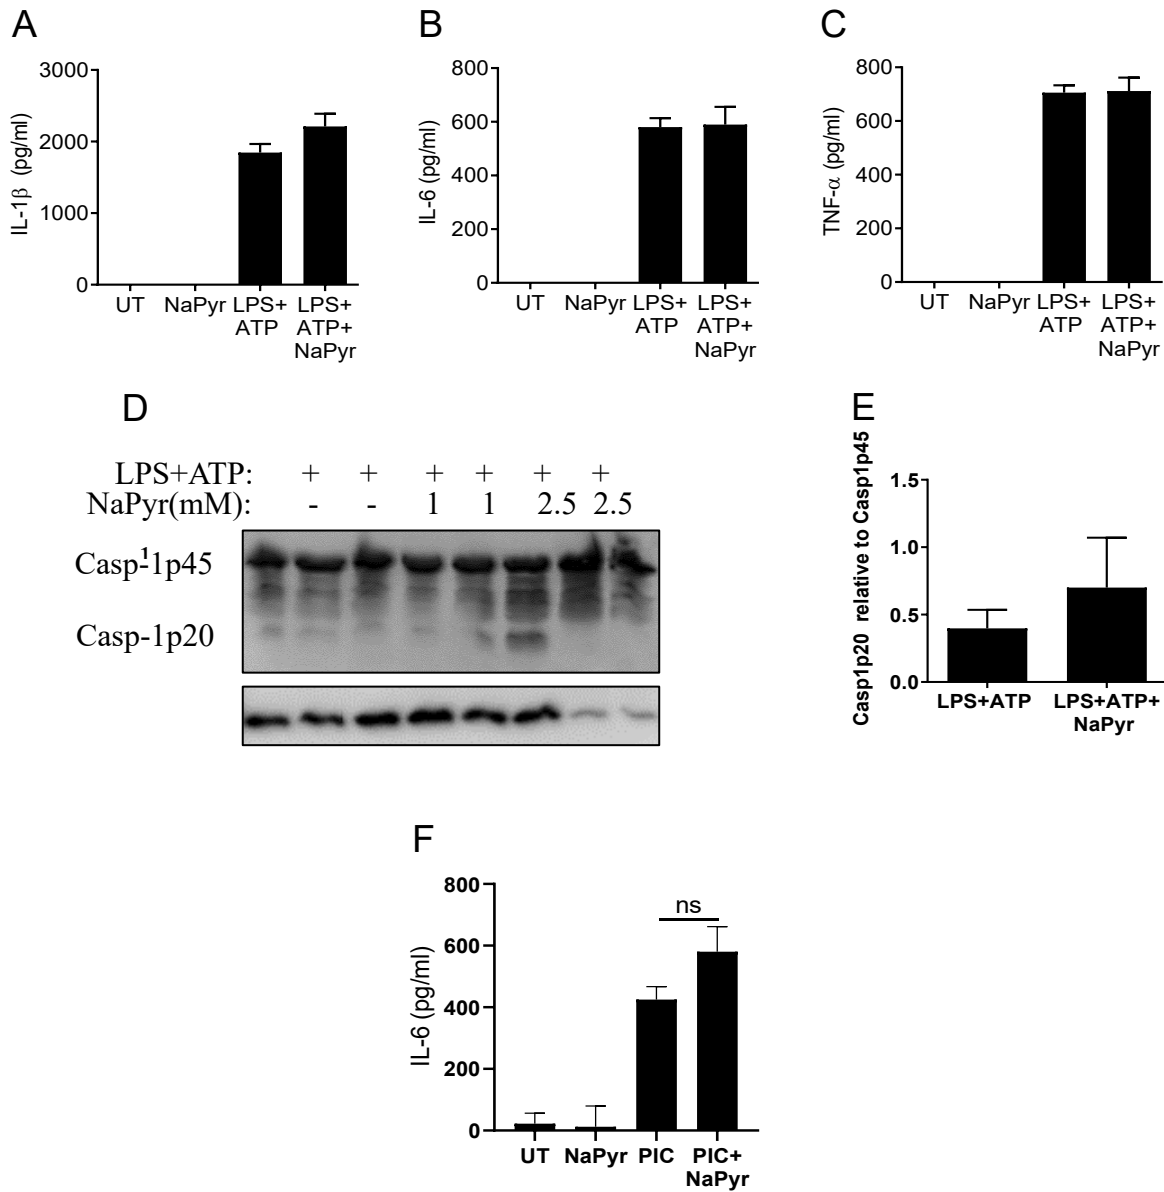 A
B
C
3000
2000
1000
0
IL-1β (pg/ml)
UT NaPyr LPS+ LPS+
ATP ATP+
NaPyr
800
600
400
200
0
IL-6 (pg/ml)
UT NaPyr LPS+ LPS+
ATP ATP+
NaPyr
800
600
400
200
0
TNF-α (pg/ml)
UT NaPyr LPS+ LPS+
ATP ATP+
NaPyr
D
LPS+ATP: + + + + + +
NaPyr(mM): - - 1 1 2.5 2.5
Casp-11p45
Casp-1p20
E
Casp1p20 relative to Casp1p45
1.5
1.0
0.5
0.0
LPS+ATP LPS+ATP+
NaPyr
F
800
600
400
200
0
IL-6 (pg/ml)
ns
UT NaPyr PIC PIC+
NaPyr